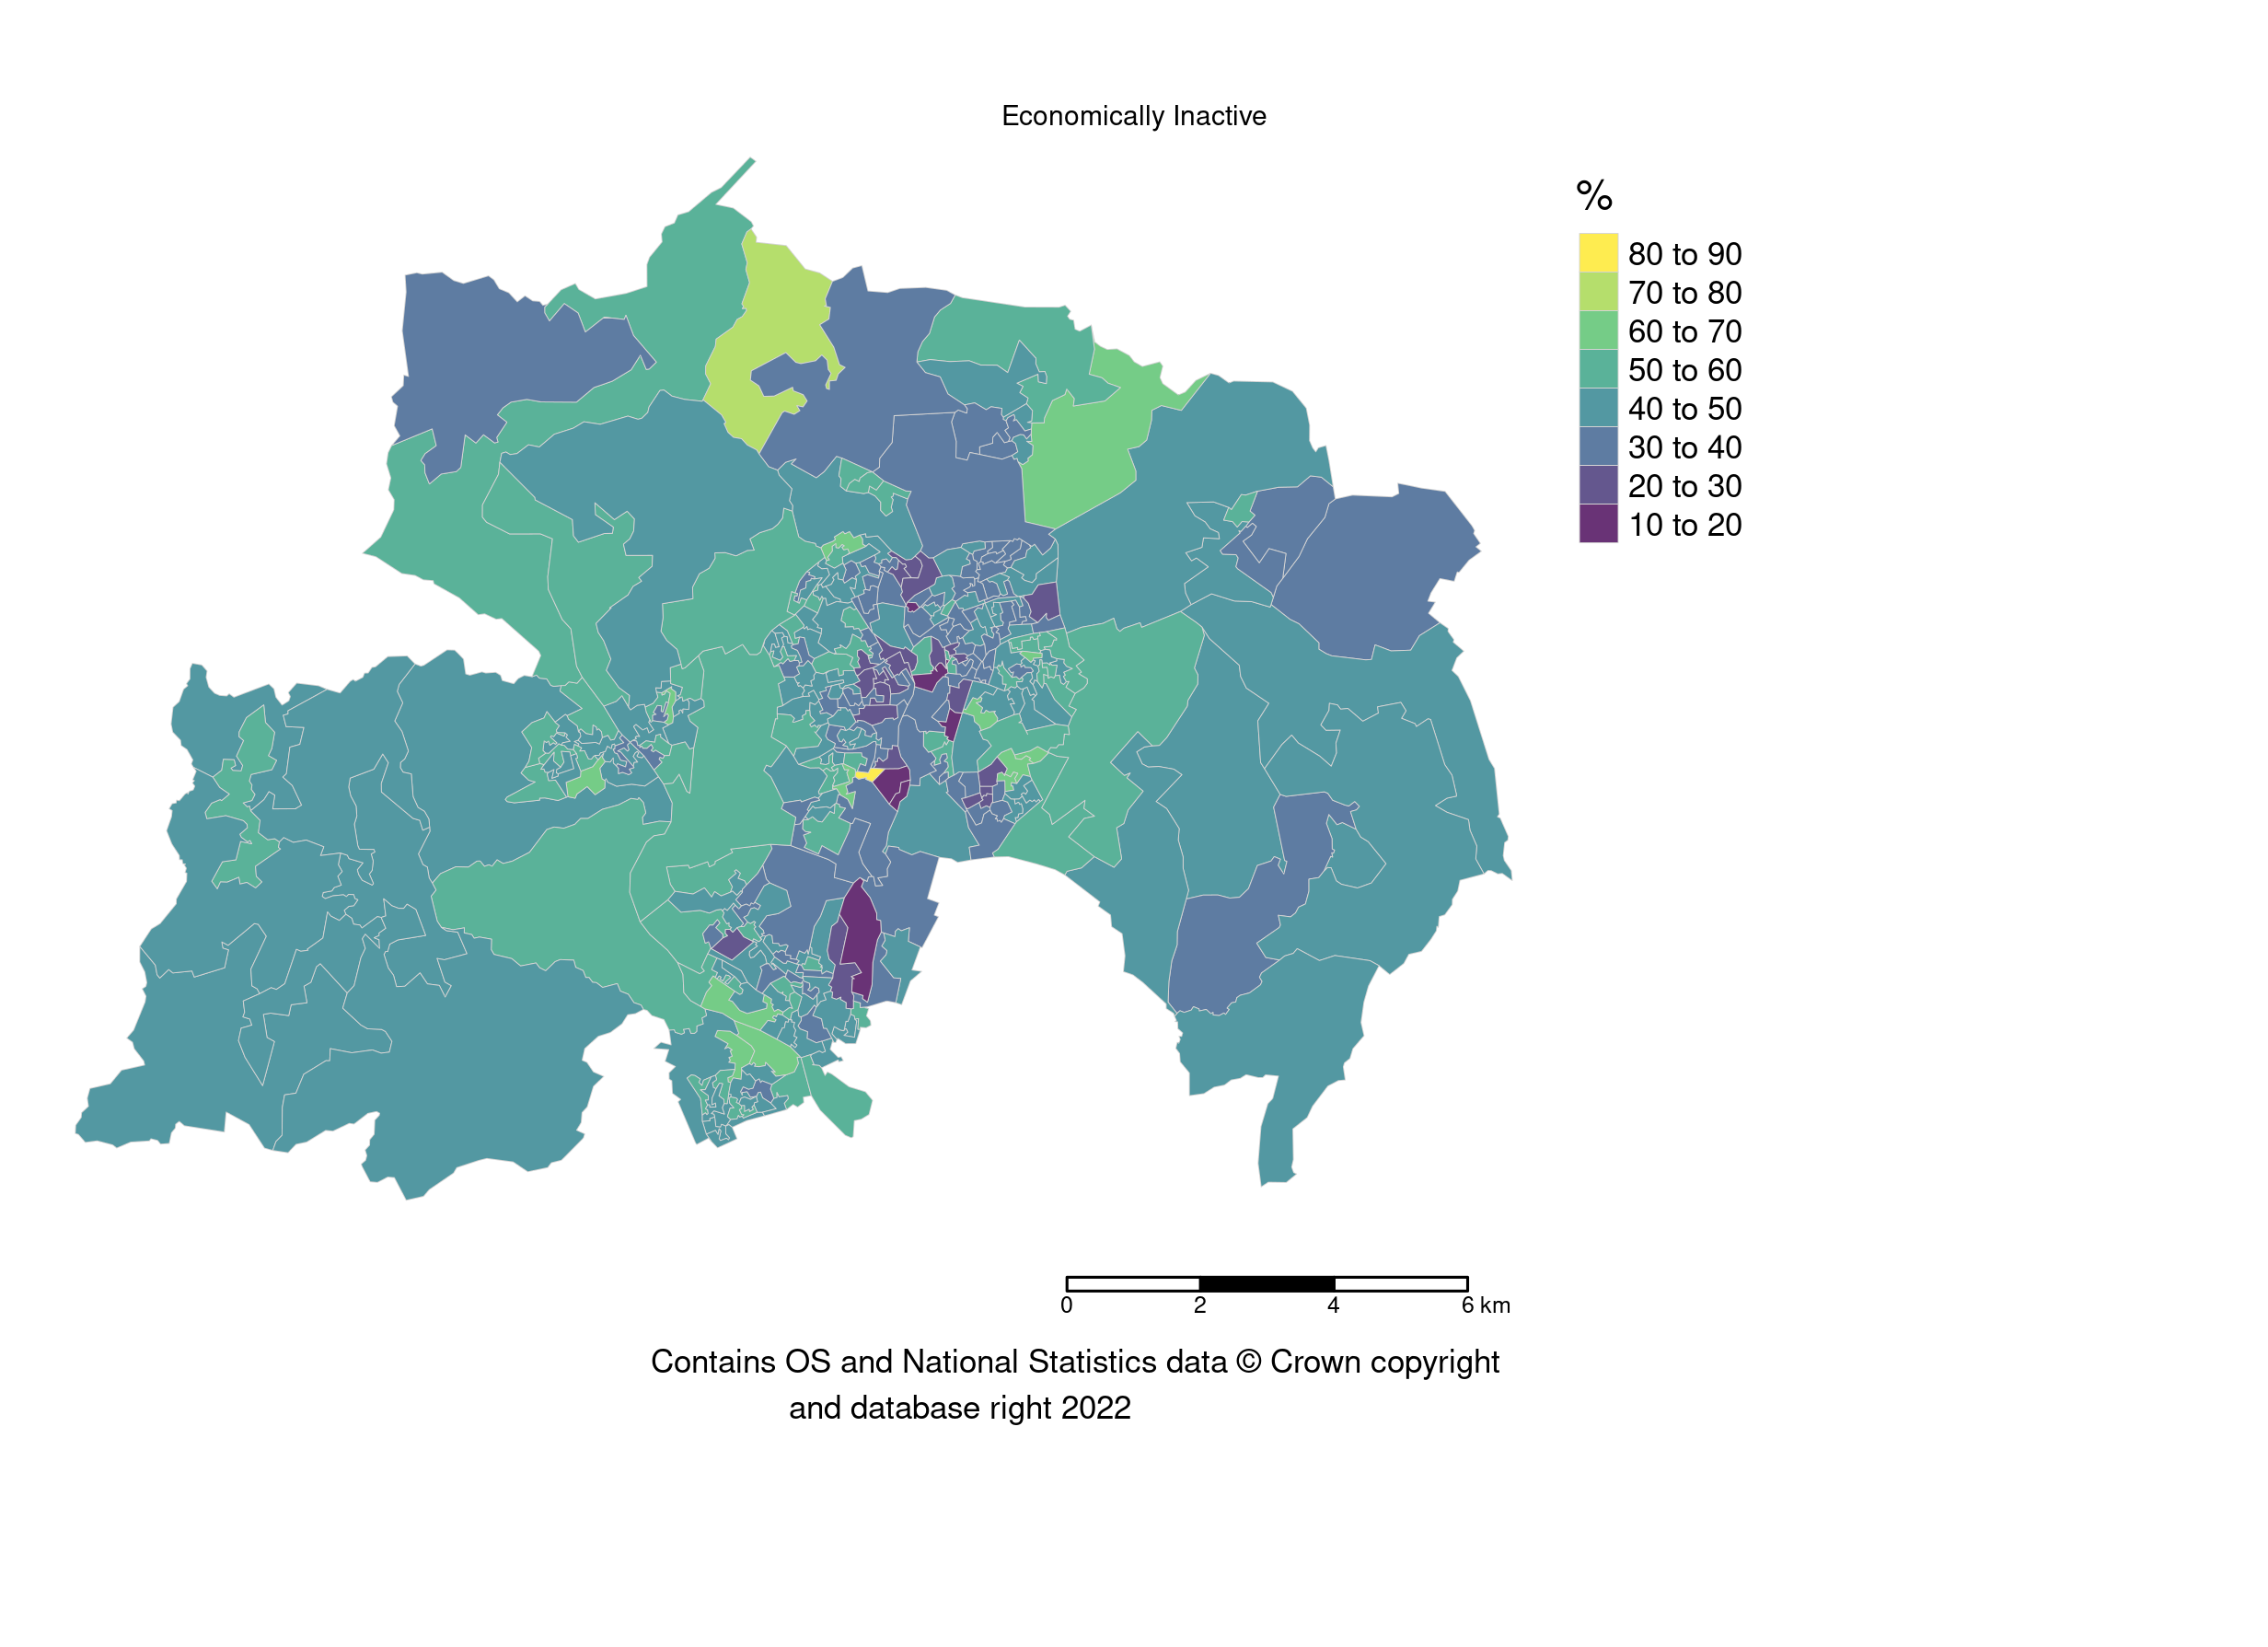 Economically Inactive
%
80 to 90
70 to 80
60 to 70
50 to 60
40 to 50
30 to 40
20 to 30
10 to 20
0 2 4 6 km
Contains OS and National Statistics data © Crown copyright
and database right 2022